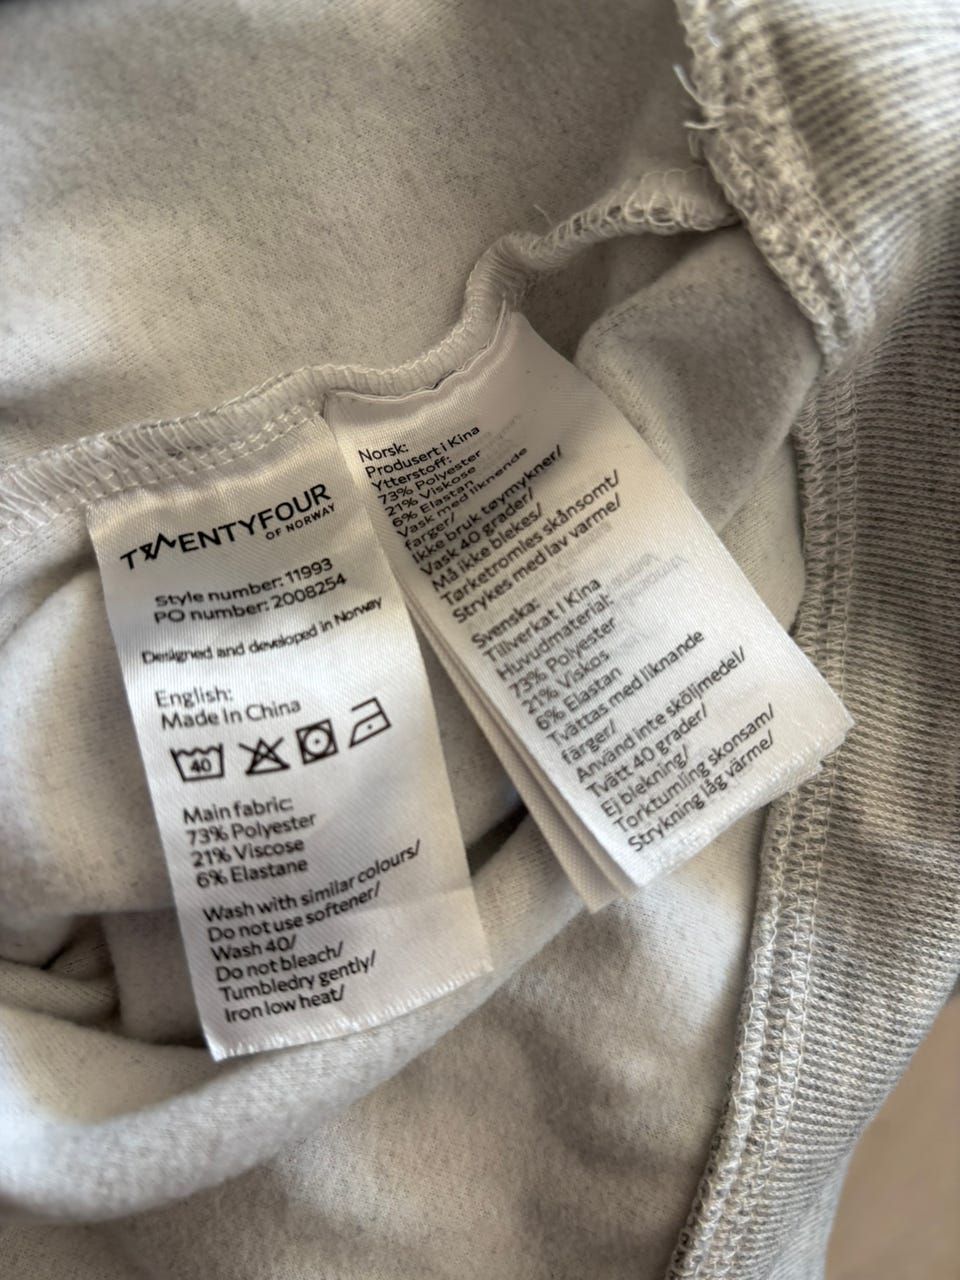 TWENTYFOUR
OF NORWAY
Style number: 11993
PO number: 2008254
Designed and developed in Norway
English:
Made In China
40
Main fabric:
73% Polyester
21% Viscose
6% Elastane
Wash with similar colours/
Do not use softener/
Wash 40/
Do not bleach/
Tumbledry gently/
Iron low heat/
Norsk:
Produsert i Kina
Ytterstoff:
73% Polyester
21% Viskose
6% Elastan
Vask med liknende
farger/
Ikke bruk tøymykner/
Vask 40 grader/
Må ikke blekes/
Tørketromles skånsomt/
Strykes med lav varme/
Svenska:
Tillverkat i Kina
Huvudmaterial:
73% Polyester
21% Viskos
6% Elastan
Tvättas med liknande
färger/
Använd inte sköljmedel/
Tvätt 40 grader/
Ej blekning/
Torktumling skonsam/
Strykning låg värme/